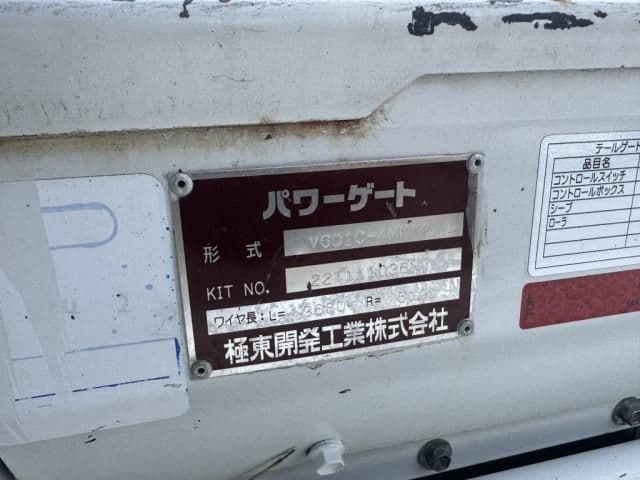 パワーゲート
形式
KIT NO.
ワイヤ長:L= 3680 R=
極東開発工業株式会社
テールゲート
品目名
コントロールスイッチ
コントロールボックス
シーブ
ローラ